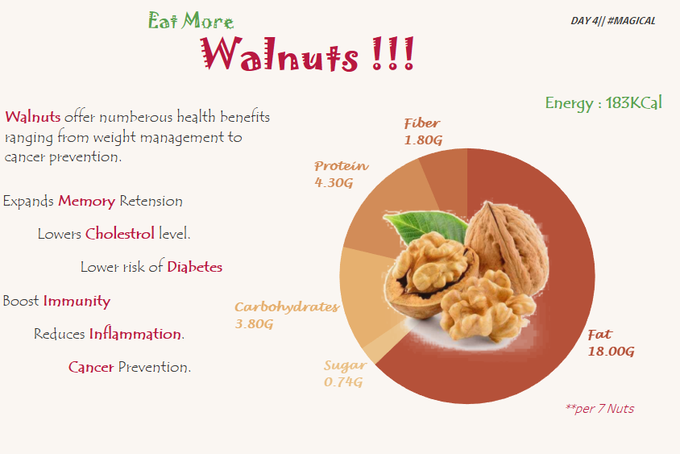 Eat More
DAY 4|| #MAGICAL
Walnuts !!!
Energy : 183KCal
Walnuts offer numberous health benefits
ranging from weight management to
cancer prevention.
Expands Memory Retension
Lowers Cholestrol level.
Lower risk of Diabetes
Boost Immunity
Reduces Inflammation.
Cancer Prevention.
Fiber
1.80G
Protein
4.30G
Carbohydrates
3.80G
Sugar
0.74G
Fat
18.00G
**per 7 Nuts